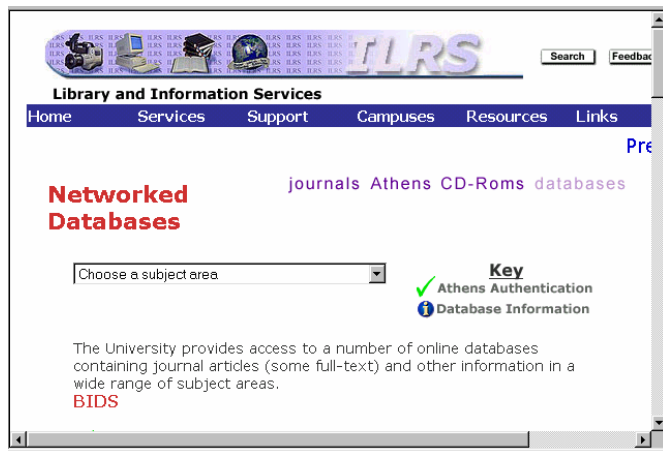 ILRS
Search Feedbac
Library and Information Services
Home Services Support Campuses Resources Links
Pre
journals Athens CD-Roms databases
Networked
Databases
Choose a subject area
Key
Athens Authentication
Database Information
The University provides access to a number of online databases
containing journal articles (some full-text) and other information in a
wide range of subject areas.
BIDS